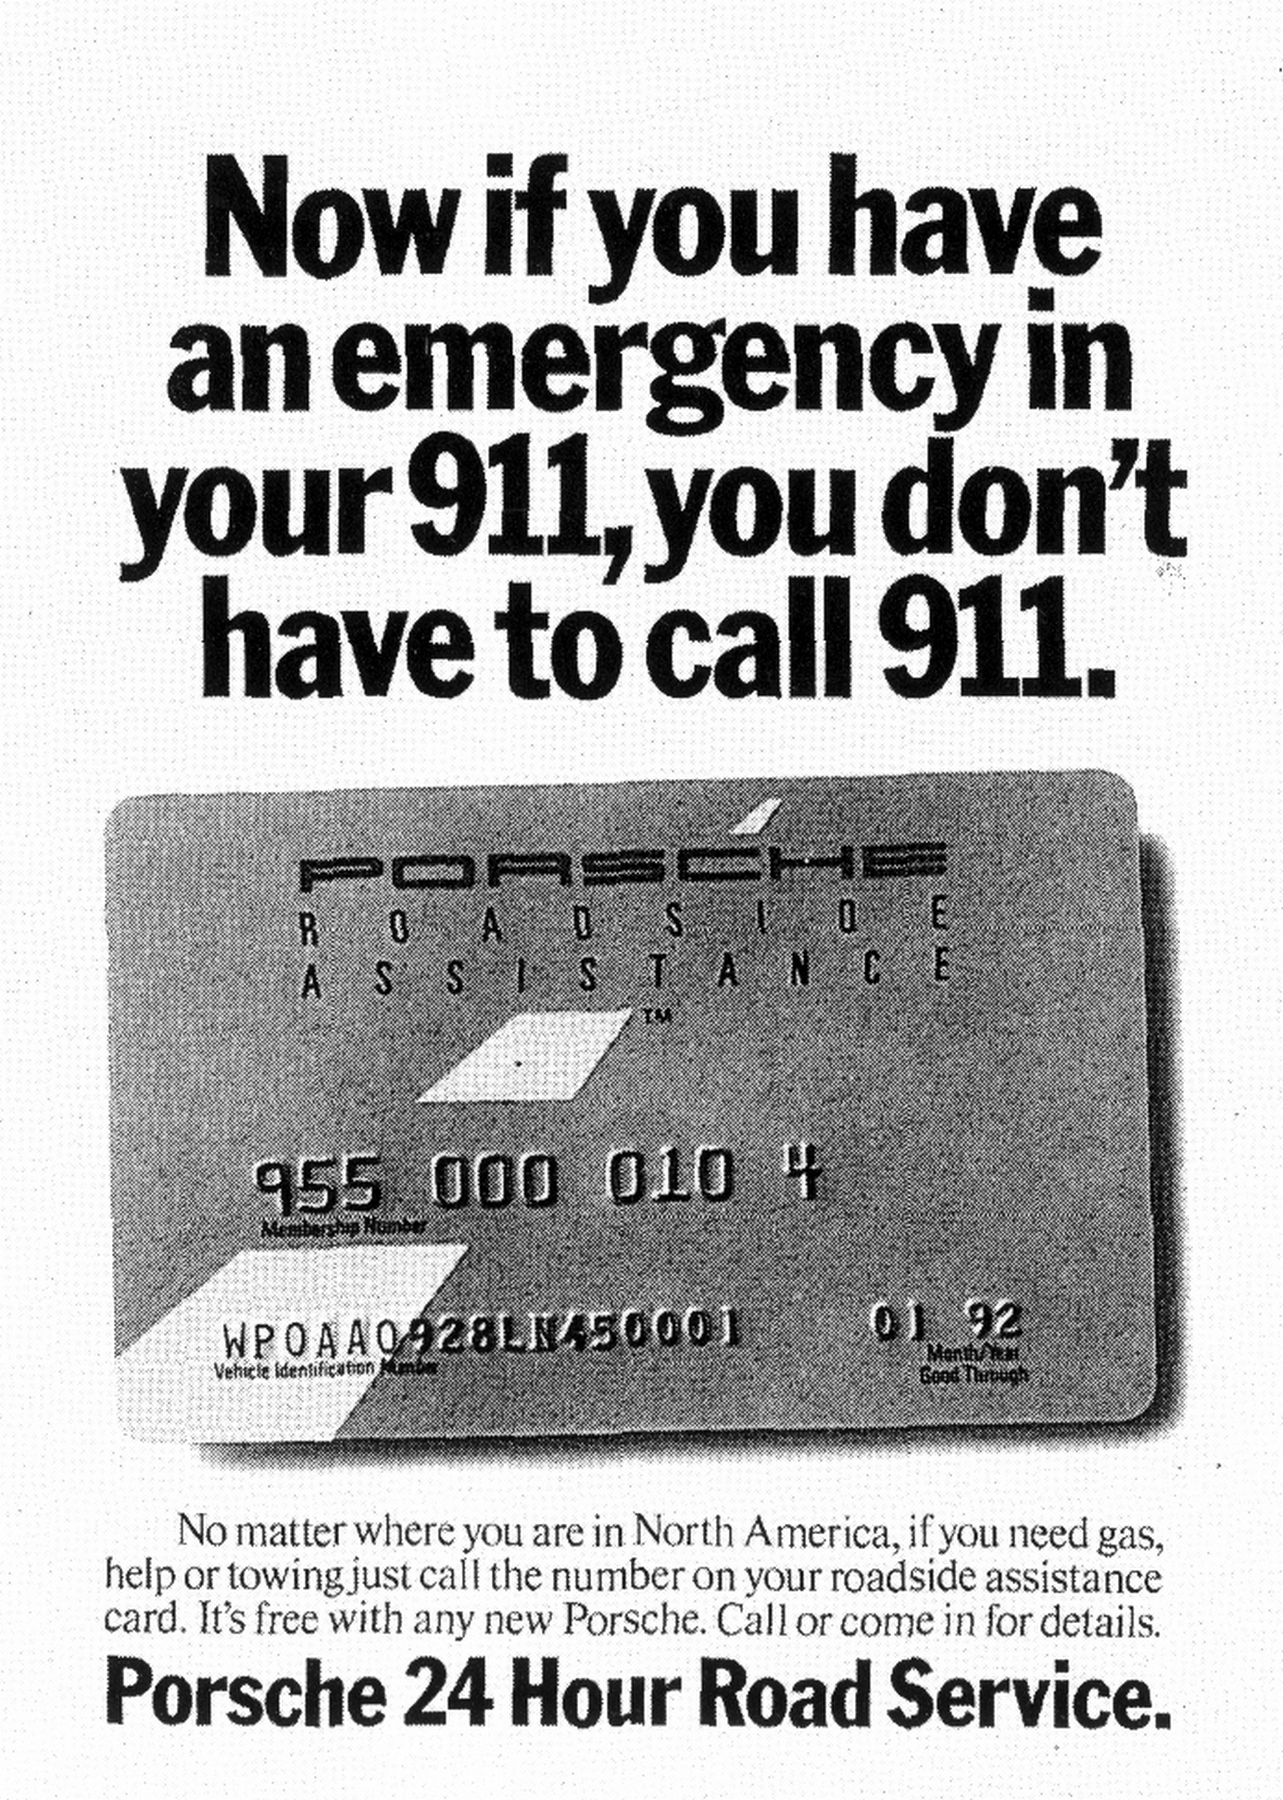 Now if you have
an emergency in
your 911, you don't
have to call 911.
PORSCHE
ROADSIDE
ASSISTANCE
TM
955 000 010 4
Membership Number
WPOAAO928LN450001
Vehicle Identification Number
01 92
Month/Year
Good Through
No matter where you are in North America, if you need gas,
help or towing just call the number on your roadside assistance
card. It's free with any new Porsche. Call or come in for details.
Porsche 24 Hour Road Service.